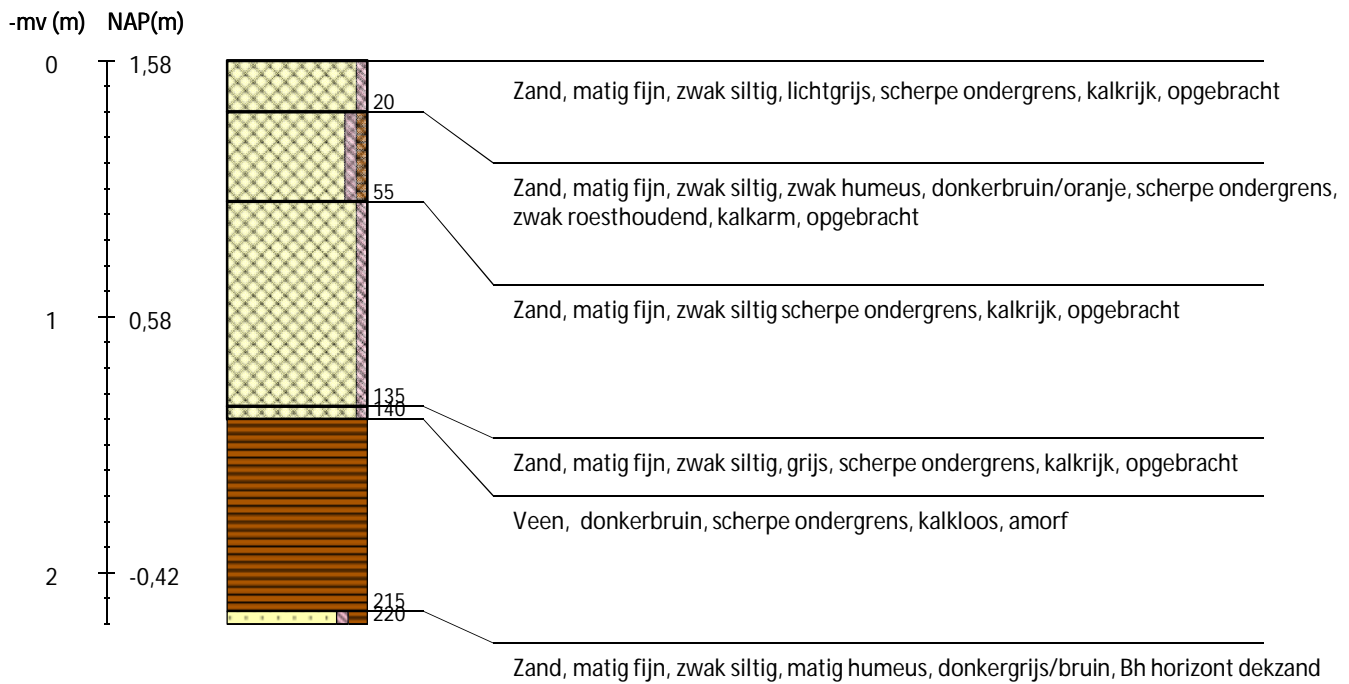 -mv (m) NAP(m)
0 1,58
Zand, matig fijn, zwak siltig, lichtgrijs, scherpe ondergrens, kalkrijk, opgebracht
20
Zand, matig fijn, zwak siltig, zwak humeus, donkerbruin/oranje, scherpe ondergrens,
zwak roesthoudend, kalkarm, opgebracht
55
Zand, matig fijn, zwak siltig scherpe ondergrens, kalkrijk, opgebracht
1 0,58
135
140
Zand, matig fijn, zwak siltig, grijs, scherpe ondergrens, kalkrijk, opgebracht
Veen, donkerbruin, scherpe ondergrens, kalkloos, amorf
2 -0,42
215
220
Zand, matig fijn, zwak siltig, matig humeus, donkergrijs/bruin, Bh horizont dekzand